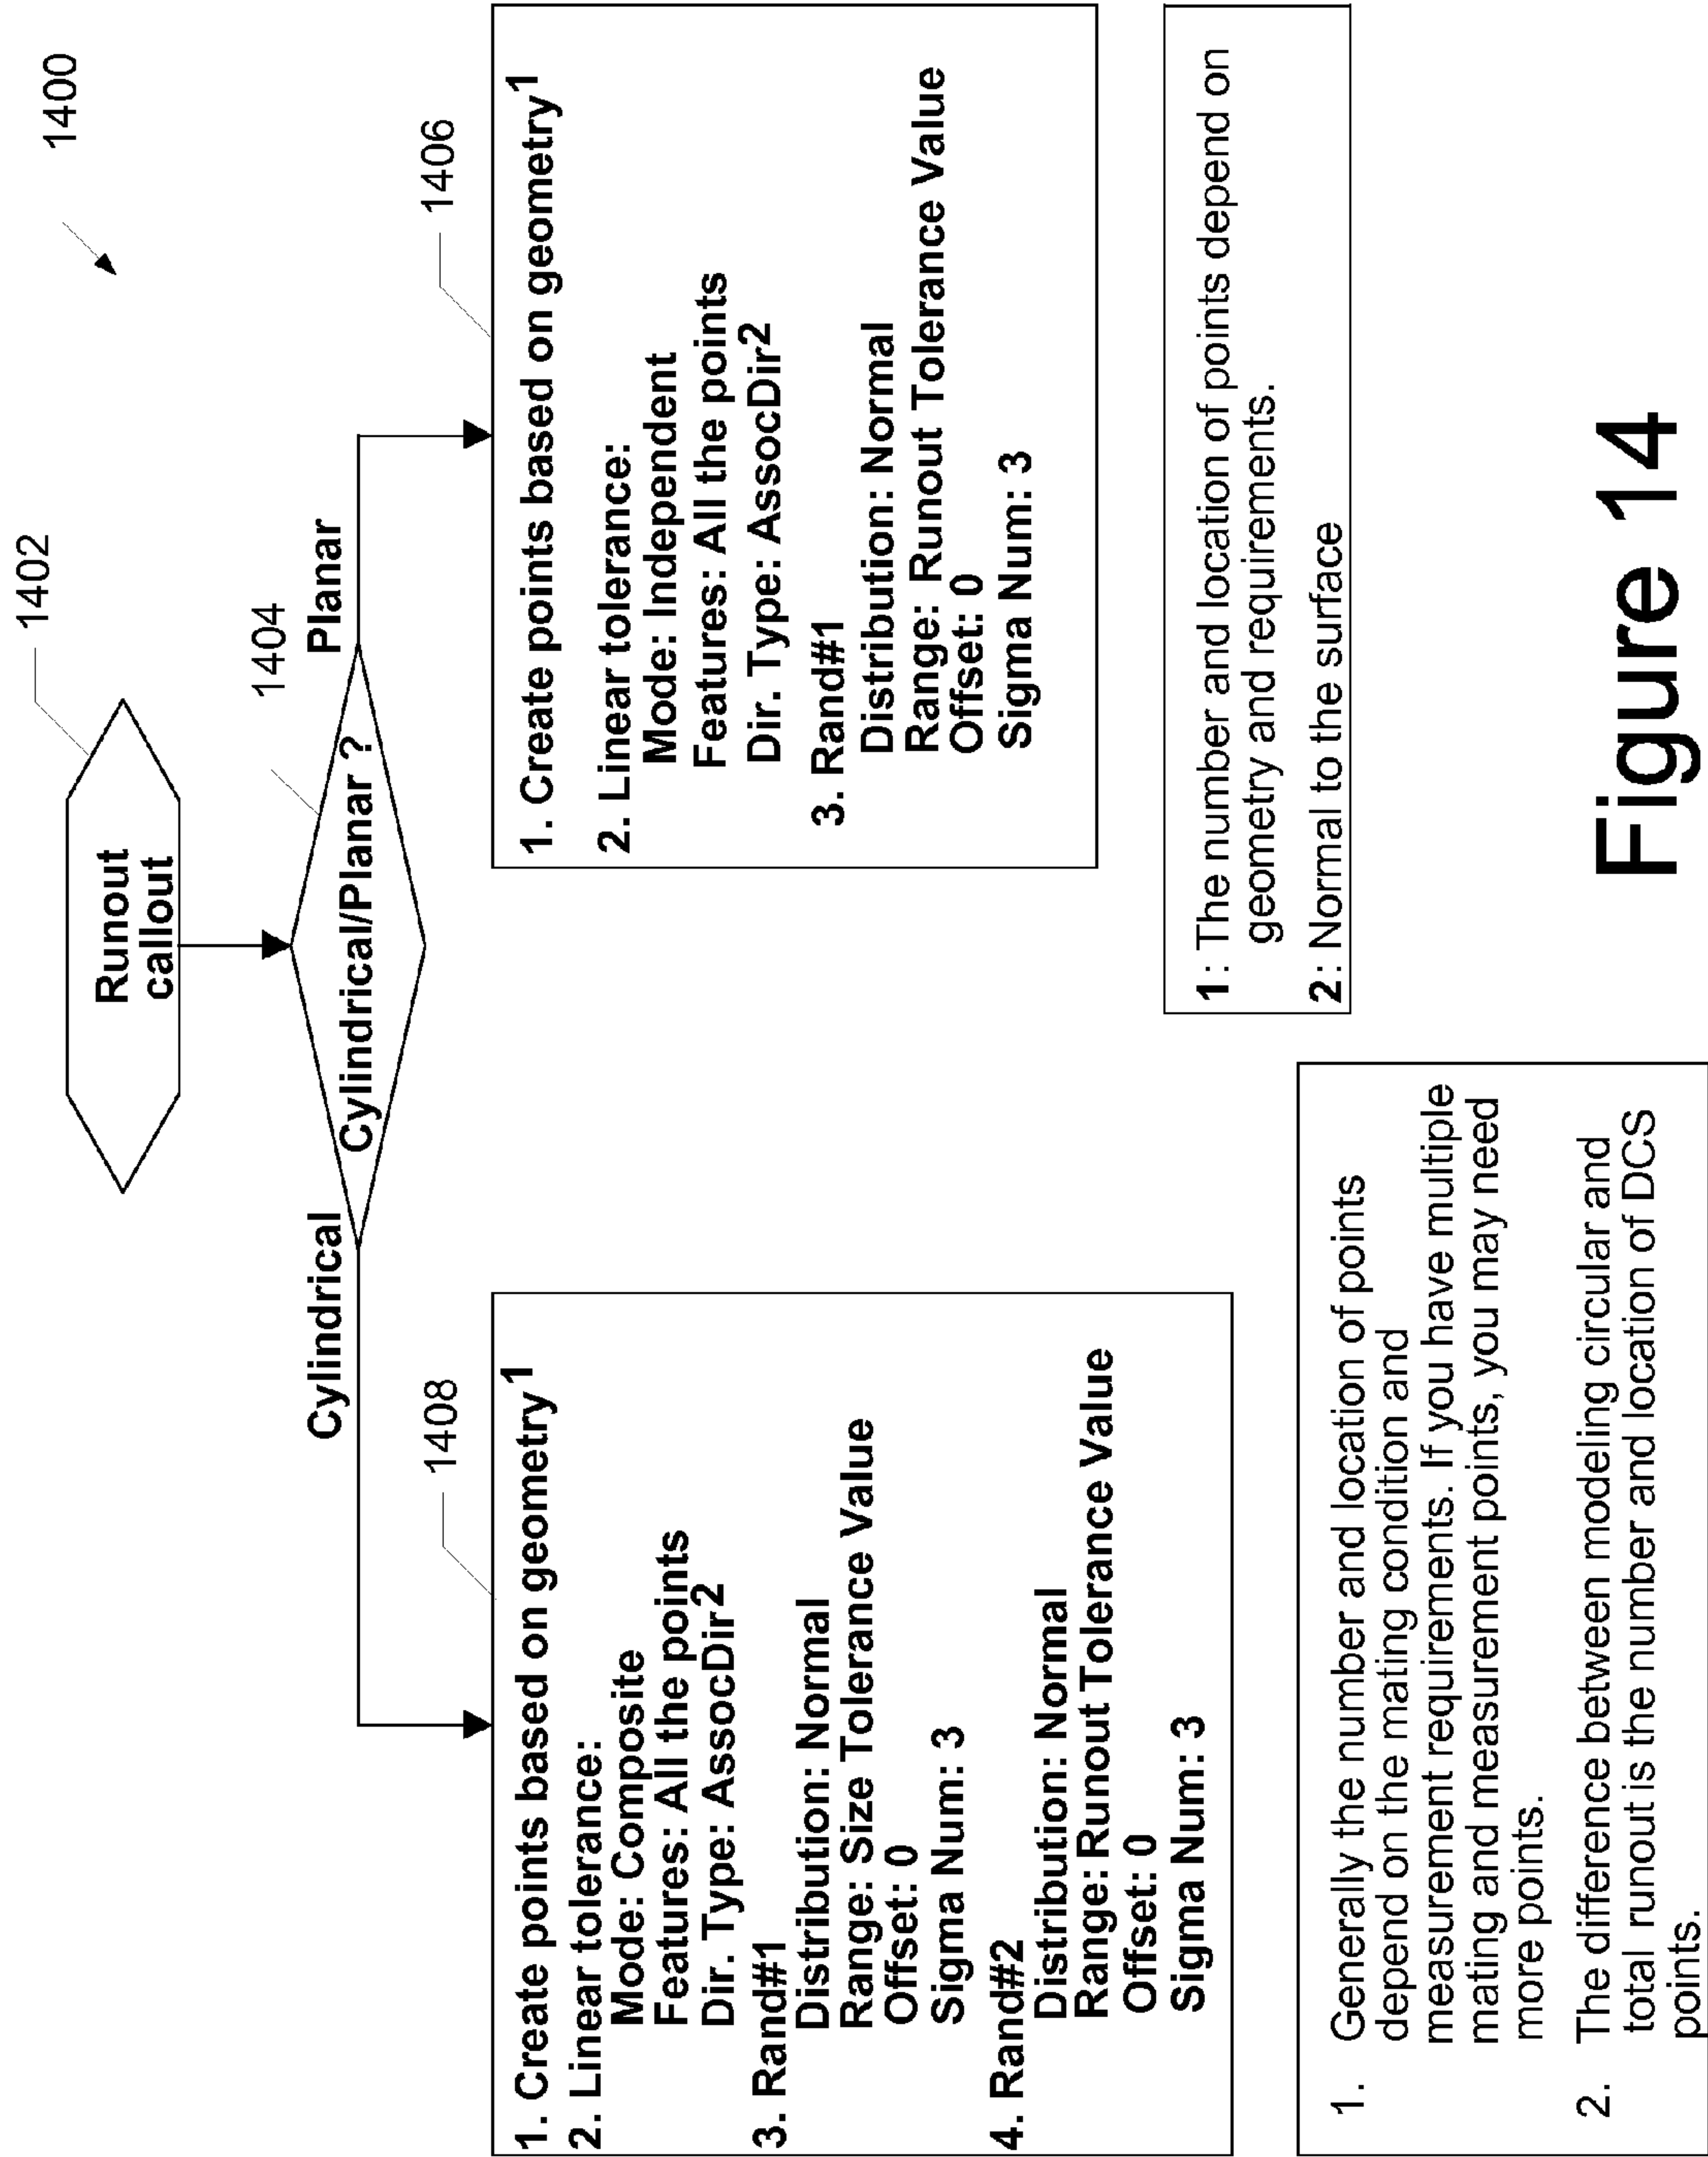 1400
1402
Runout
callout
1404
Cylindrical/Planar ?
Cylindrical
Planar
1408
1. Create points based on geometry1
2. Linear tolerance:
Mode: Composite
Features: All the points
Dir. Type: AssocDir2
3. Rand#1
Distribution: Normal
Range: Size Tolerance Value
Offset: 0
Sigma Num: 3
4. Rand#2
Distribution: Normal
Range: Runout Tolerance Value
Offset: 0
Sigma Num: 3
1406
1. Create points based on geometry1
2. Linear tolerance:
Mode: Independent
Features: All the points
Dir. Type: AssocDir2
3. Rand#1
Distribution: Normal
Range: Runout Tolerance Value
Offset: 0
Sigma Num: 3
1: The number and location of points depend on
geometry and requirements.
2: Normal to the surface
1. Generally the number and location of points
depend on the mating condition and
measurement requirements. If you have multiple
mating and measurement points, you may need
more points.
2. The difference between modeling circular and
total runout is the number and location of DCS
points.
Figure 14